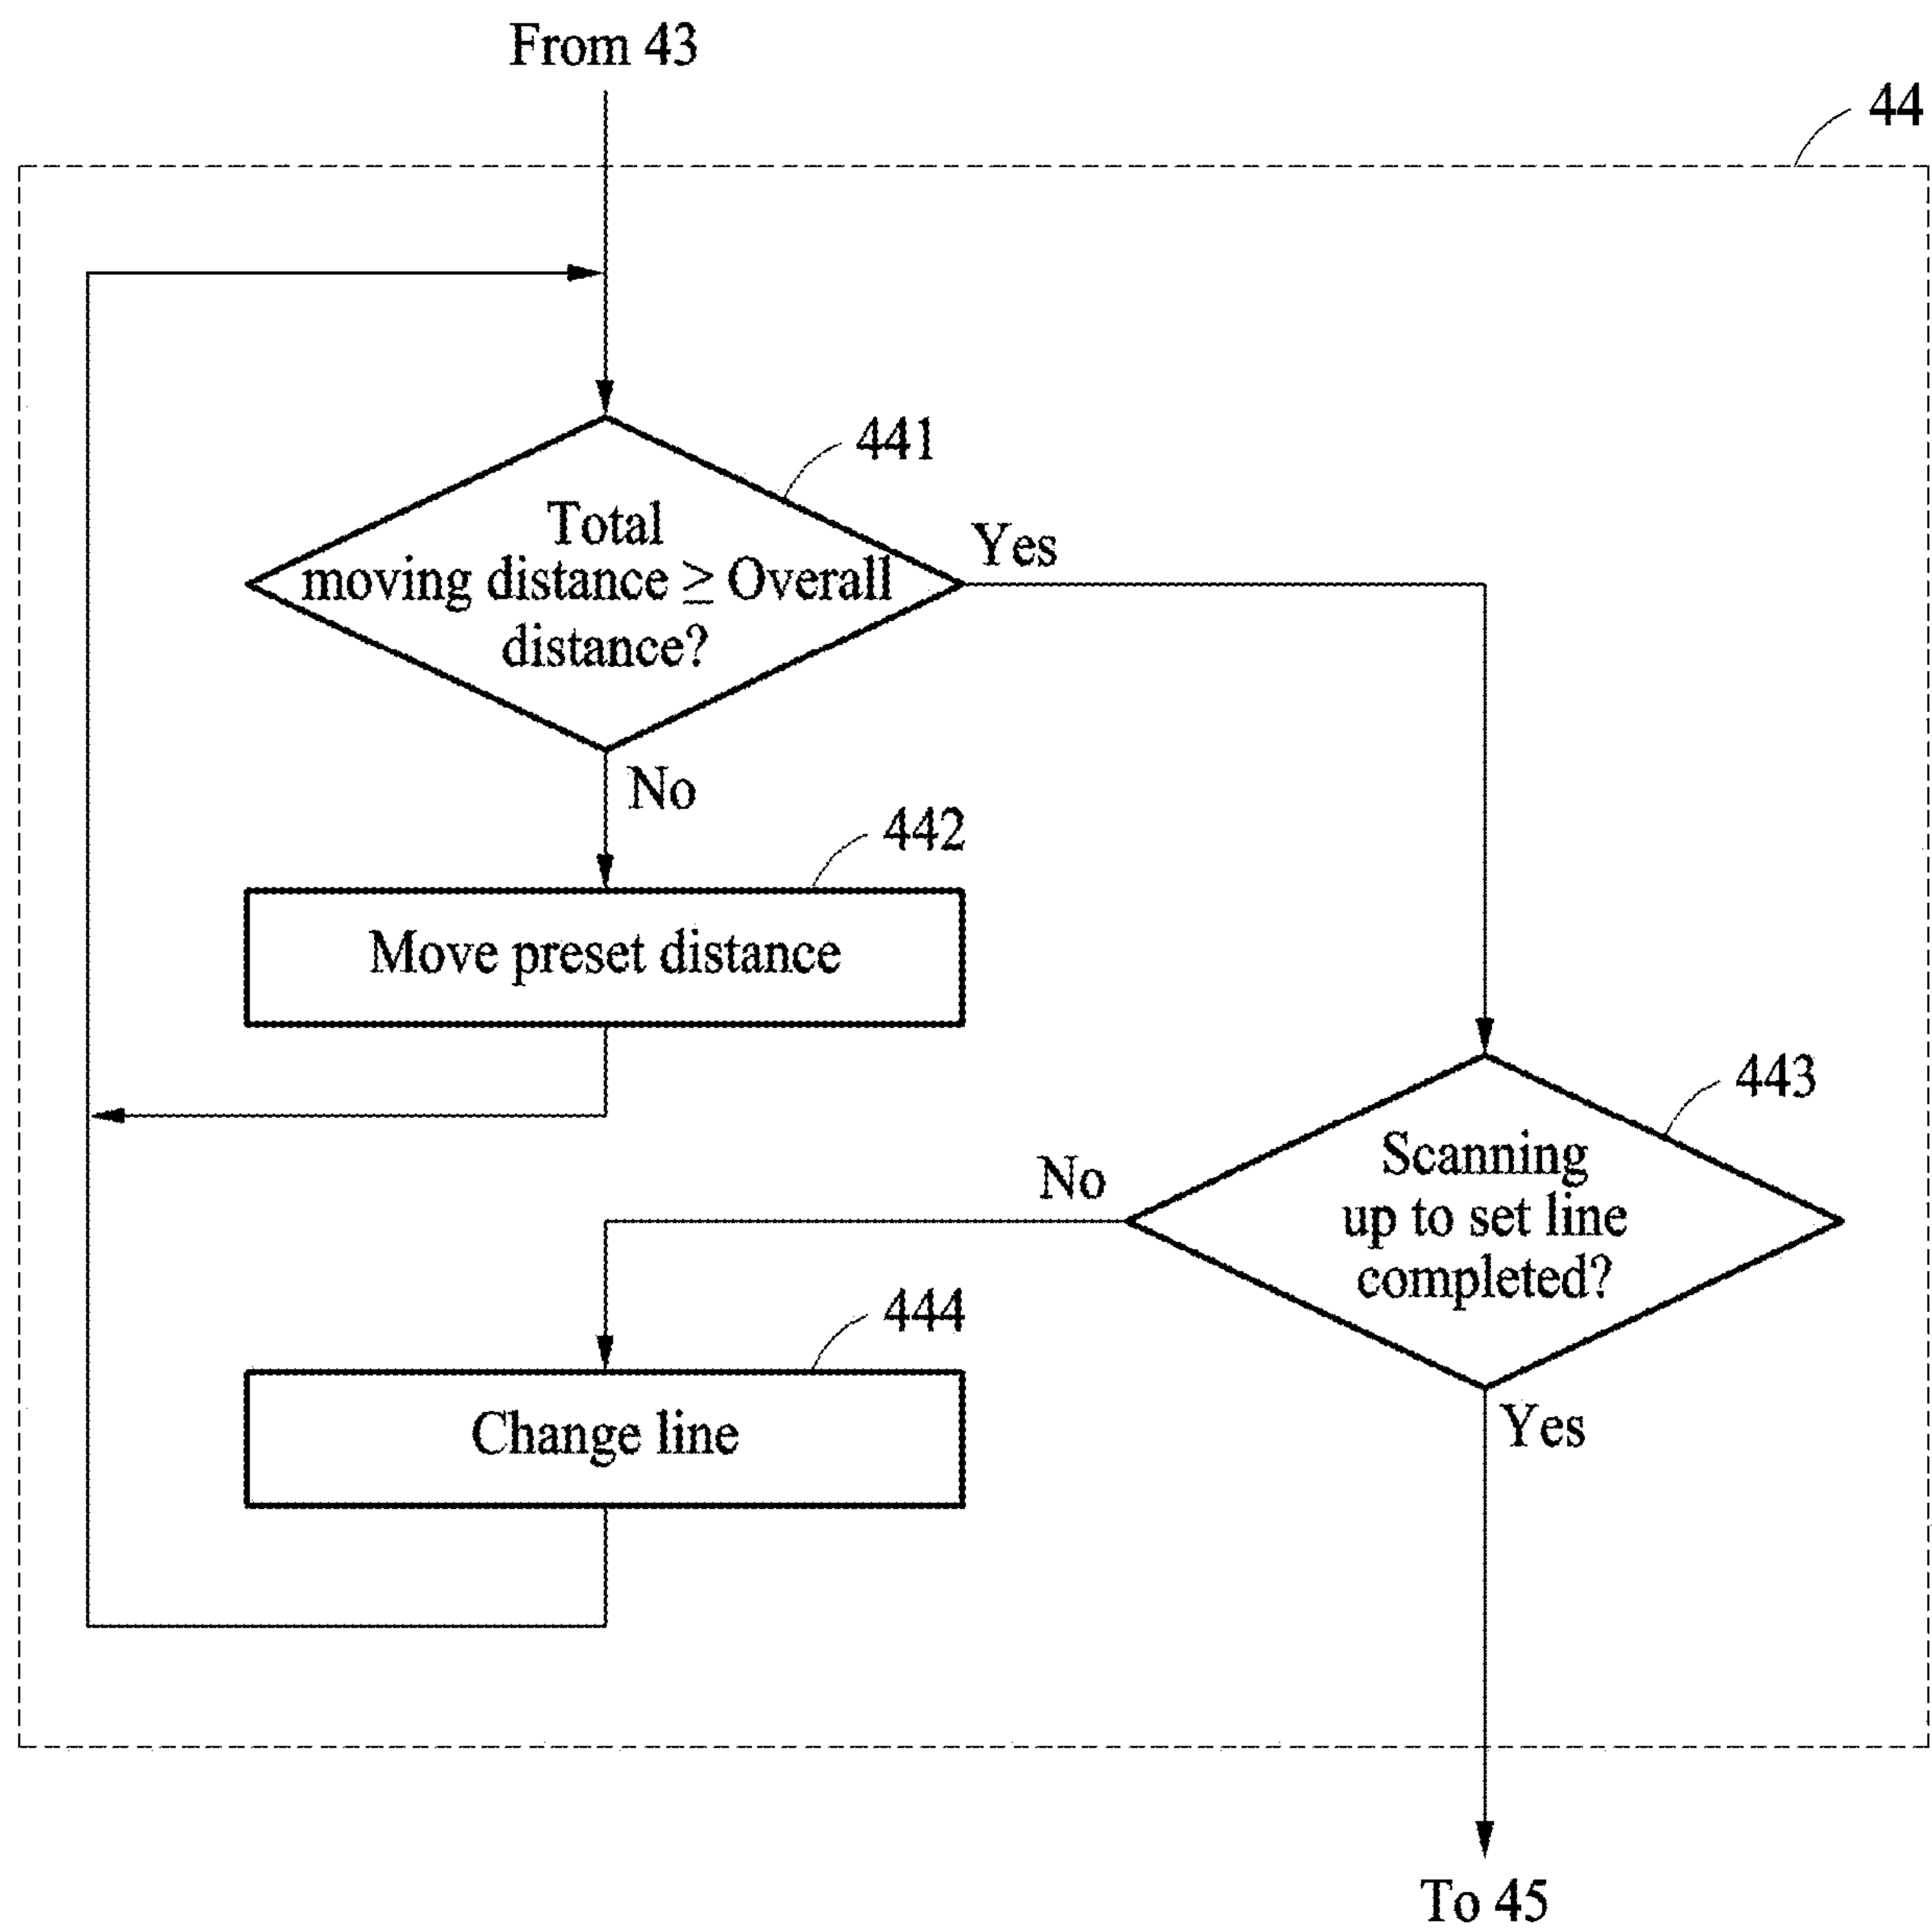 From 43
44
441
Total
moving distance ≧ Overall
distance?
Yes
No
442
Move preset distance
443
Scanning
up to set line
completed?
No
444
Change line
Yes
To 45